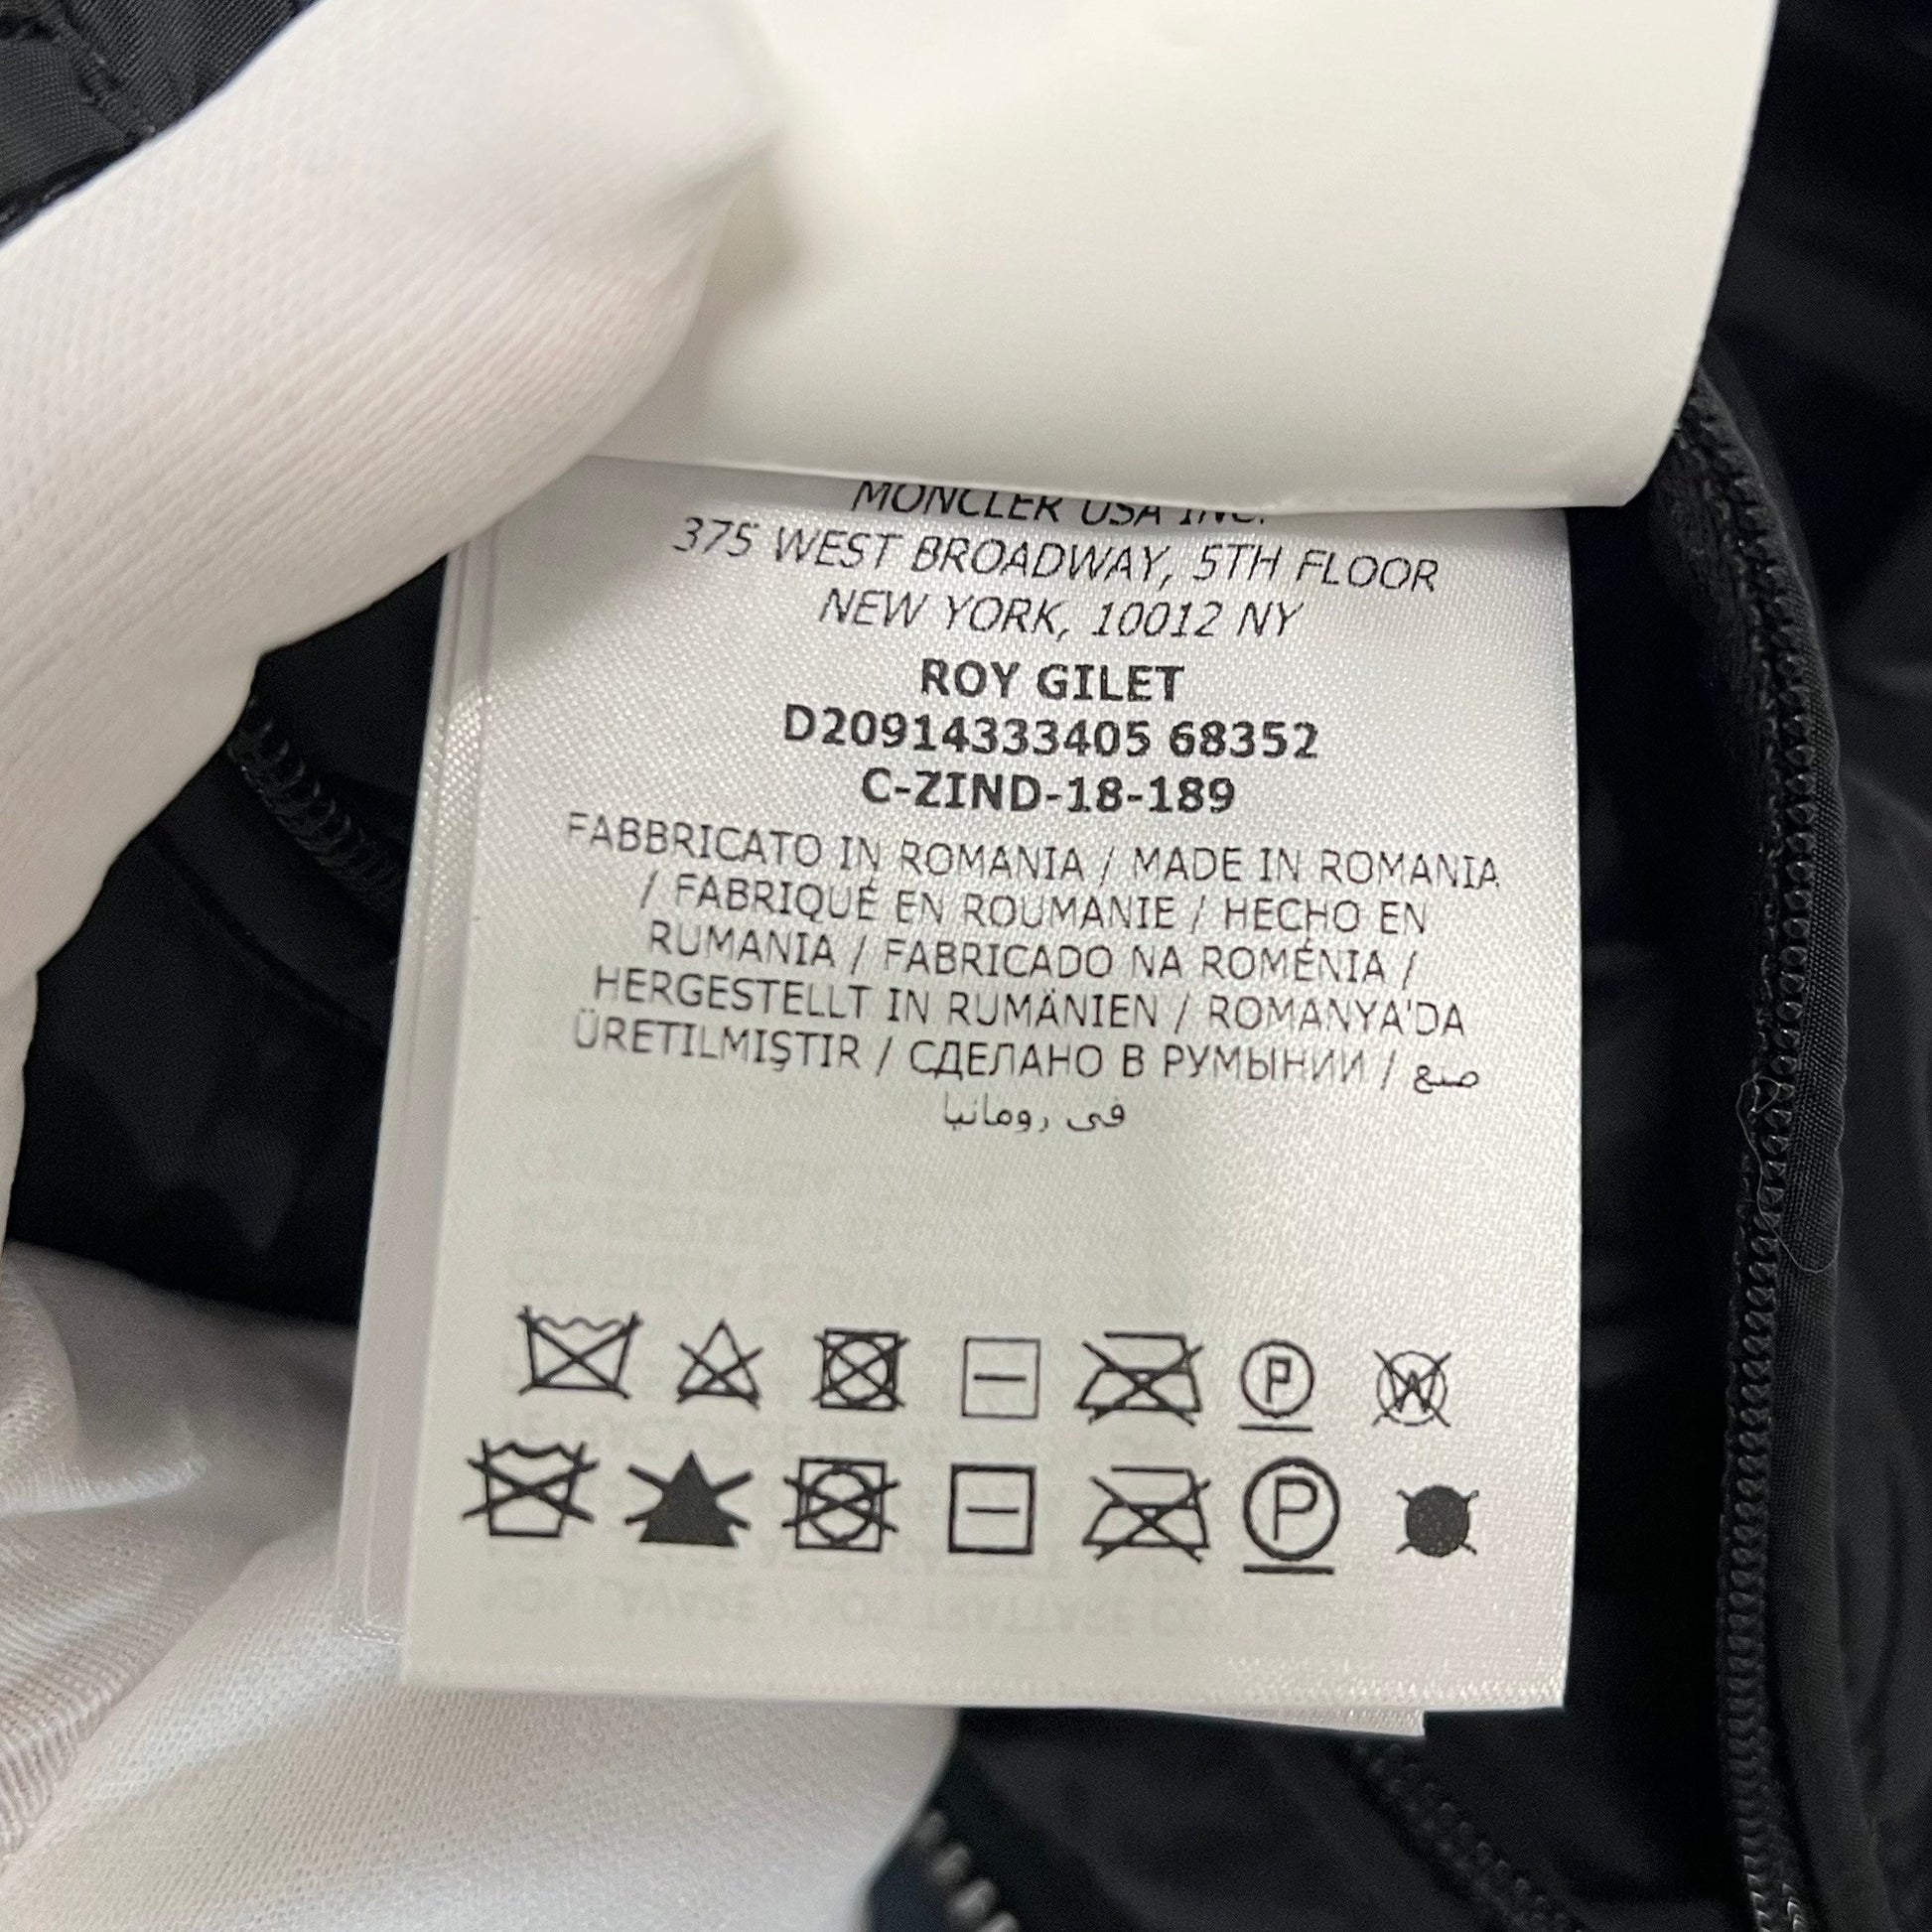 MONCLER USA INC.
375 WEST BROADWAY, 5TH FLOOR
NEW YORK, 10012 NY
ROY GILET
D20914333405 68352
C-ZIND-18-189
FABBRICATO IN ROMANIA / MADE IN ROMANIA
/ FABRIQUÉ EN ROUMANIE / HECHO EN
RUMANIA / FABRICADO NA ROMÉNIA /
HERGESTELLT IN RUMÄNIEN / ROMANYA'DA
ÜRETILMIŞTIR / СДЕЛАНО В РУМЫНИИ / صنع
في رومانيا
P W
P